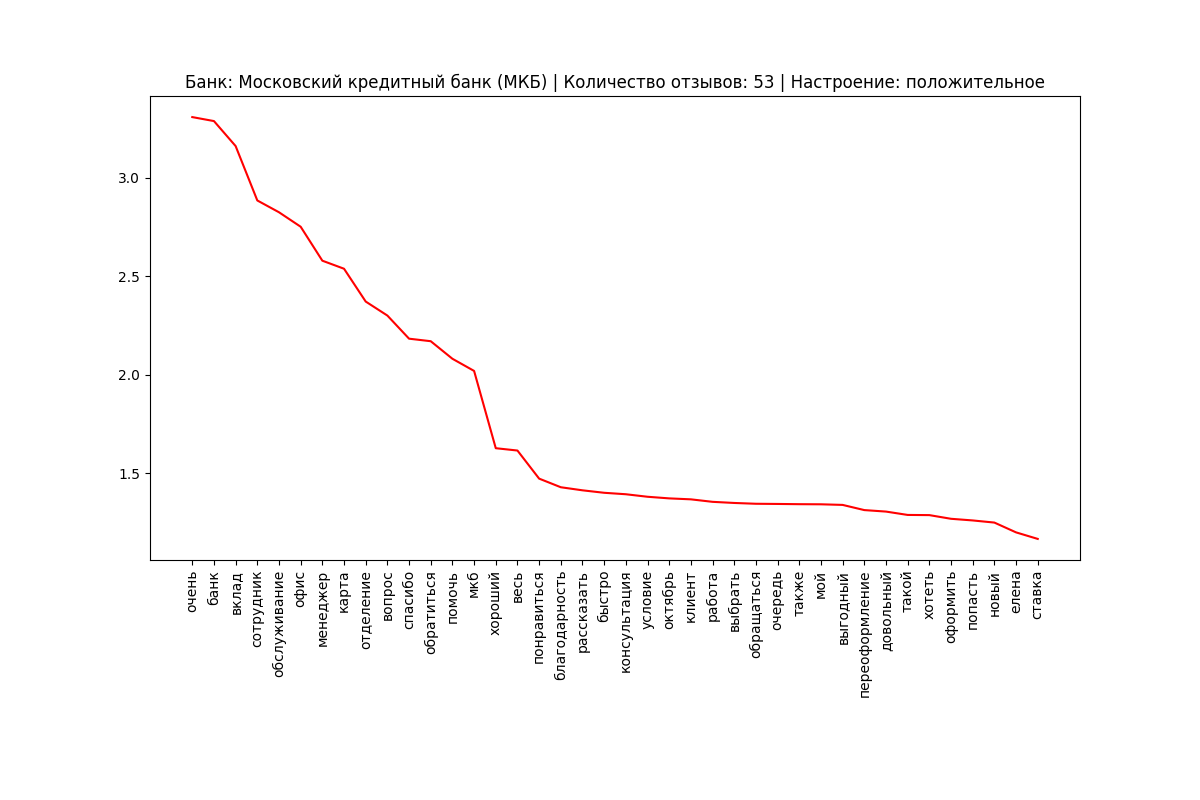 Банк: Московский кредитный банк (МКБ) | Количество отзывов: 53 | Настроение: положительное
3.0
2.5
2.0
1.5
очень
банк
вклад
сотрудник
обслуживание
офис
менеджер
карта
отделение
вопрос
спасибо
обратиться
помочь
мкб
хороший
весь
понравиться
благодарность
рассказать
быстро
консультация
условие
октябрь
клиент
работа
выбрать
обращаться
очередь
также
мой
выгодный
переоформление
довольный
такой
хотеть
оформить
попасть
новый
елена
ставка